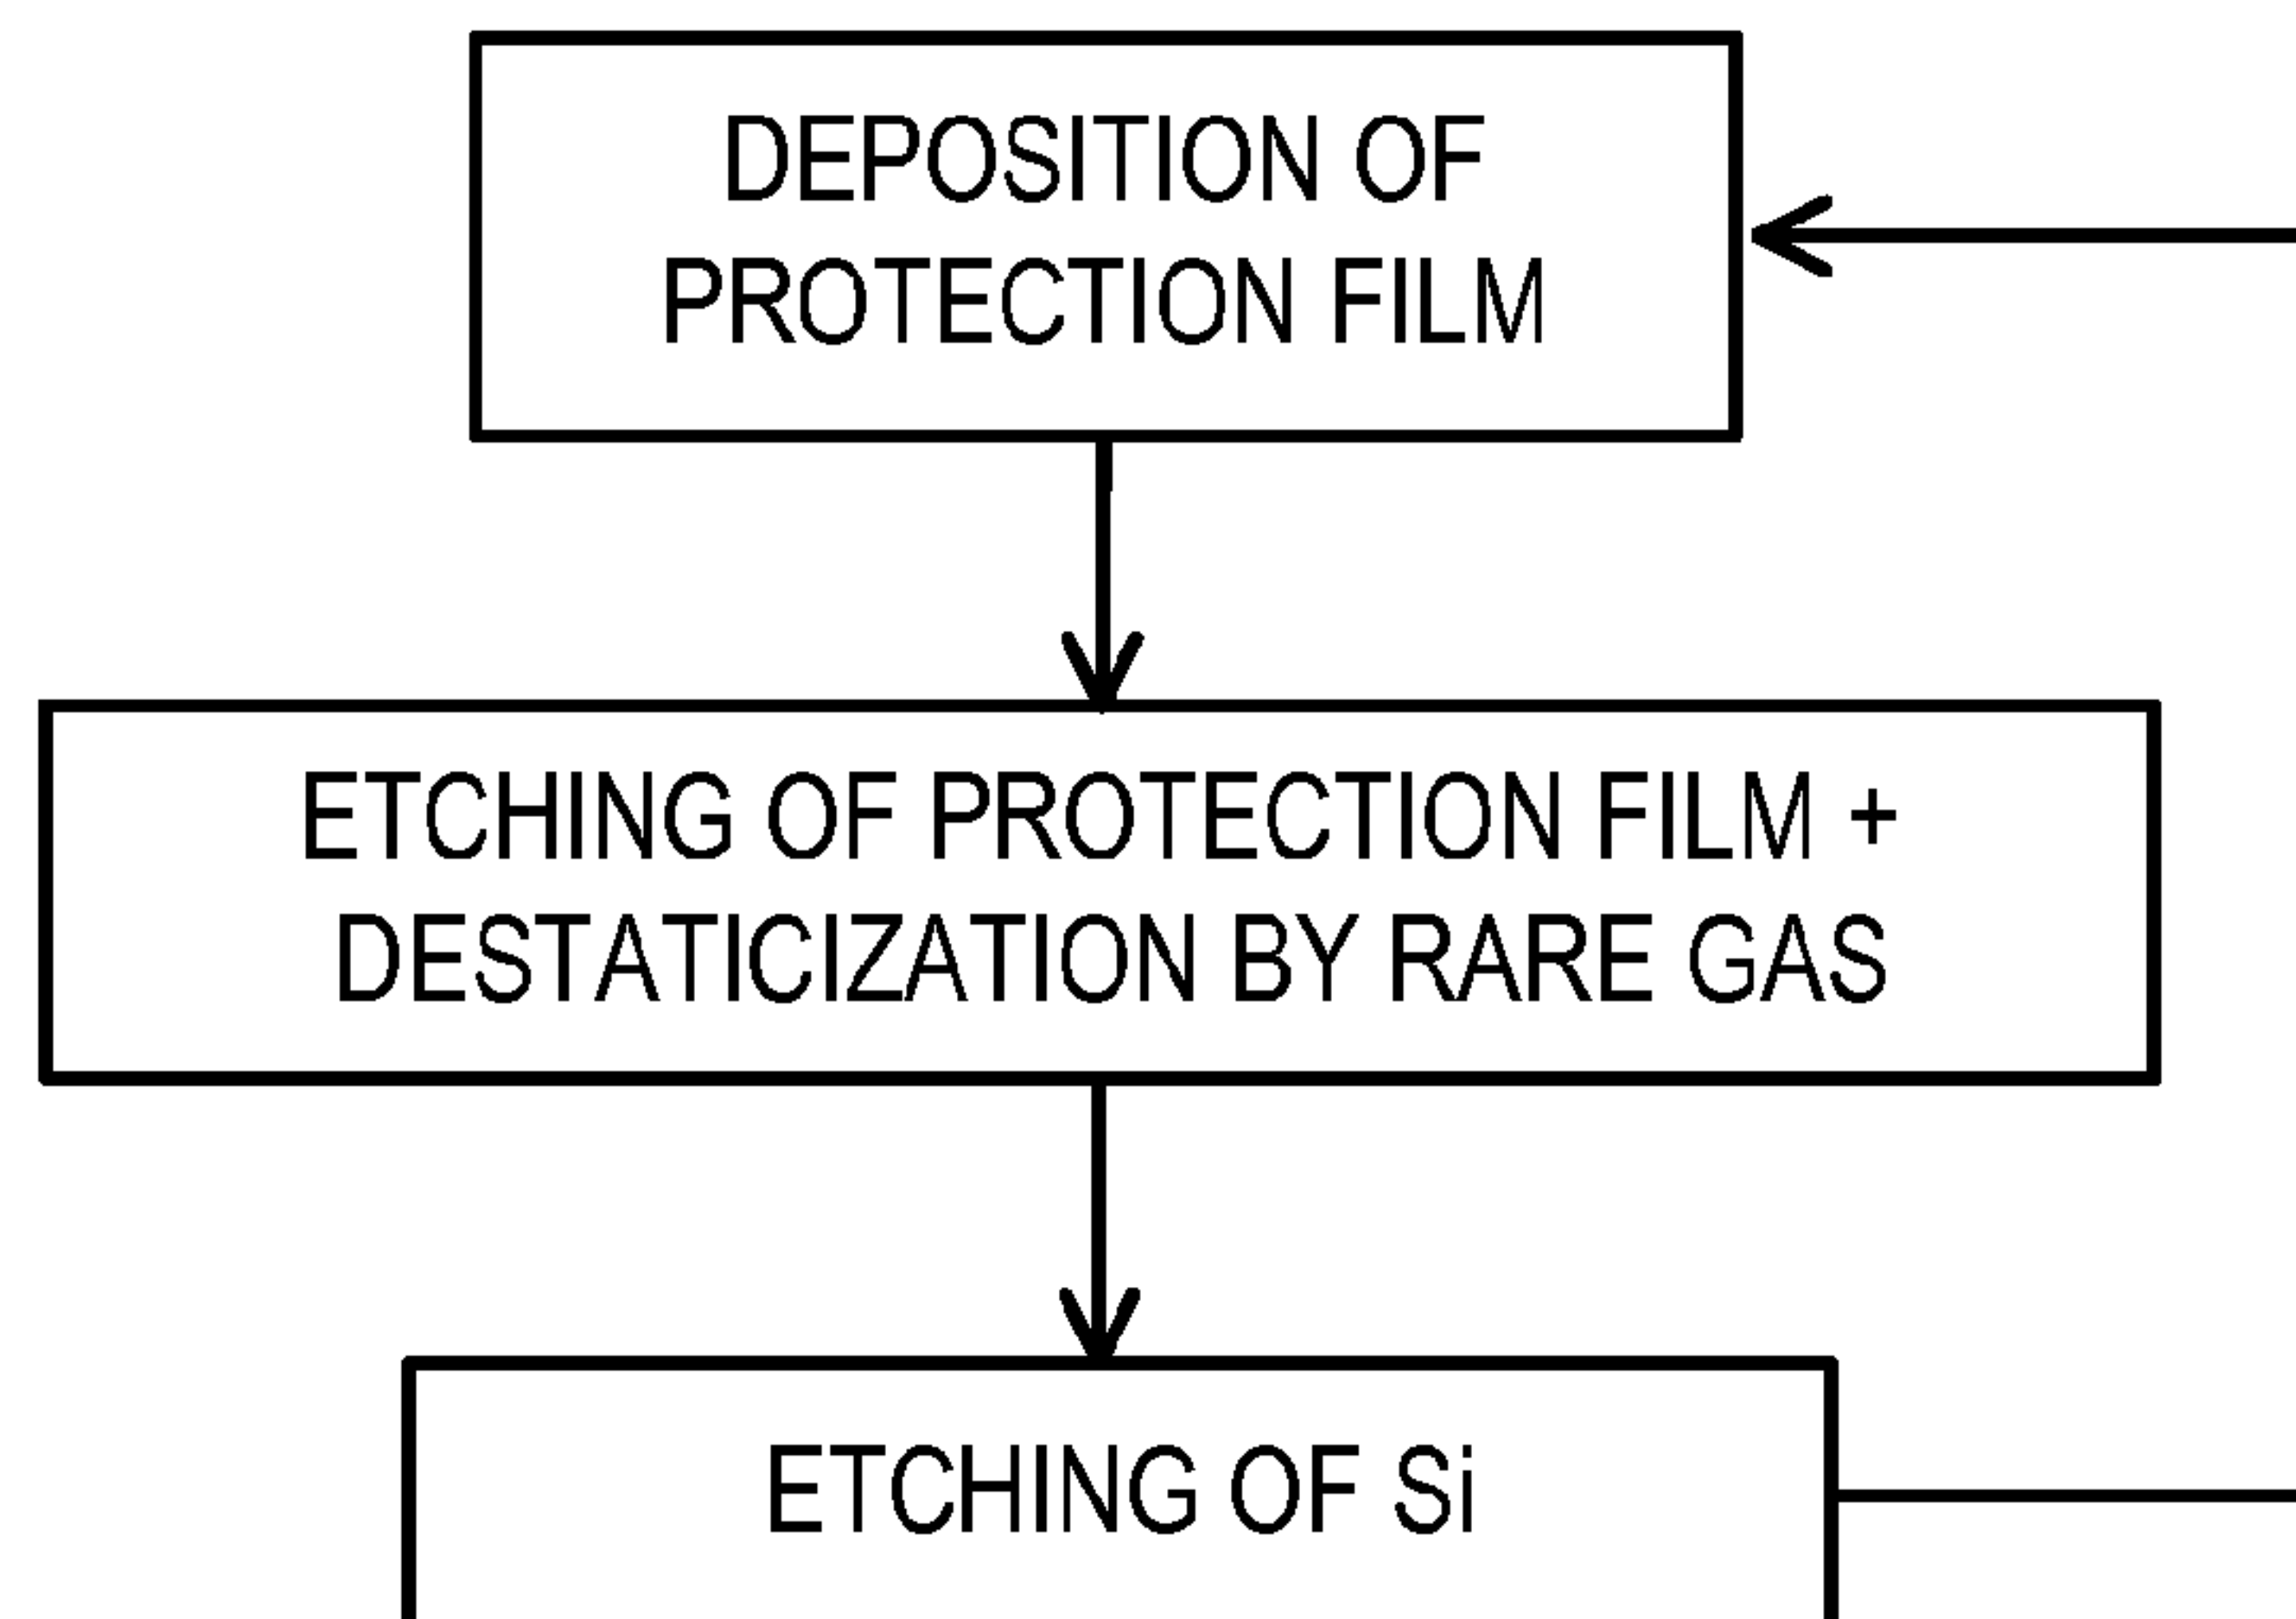 DEPOSITION OF
PROTECTION FILM
ETCHING OF PROTECTION FILM +
DESTATICIZATION BY RARE GAS
ETCHING OF Si